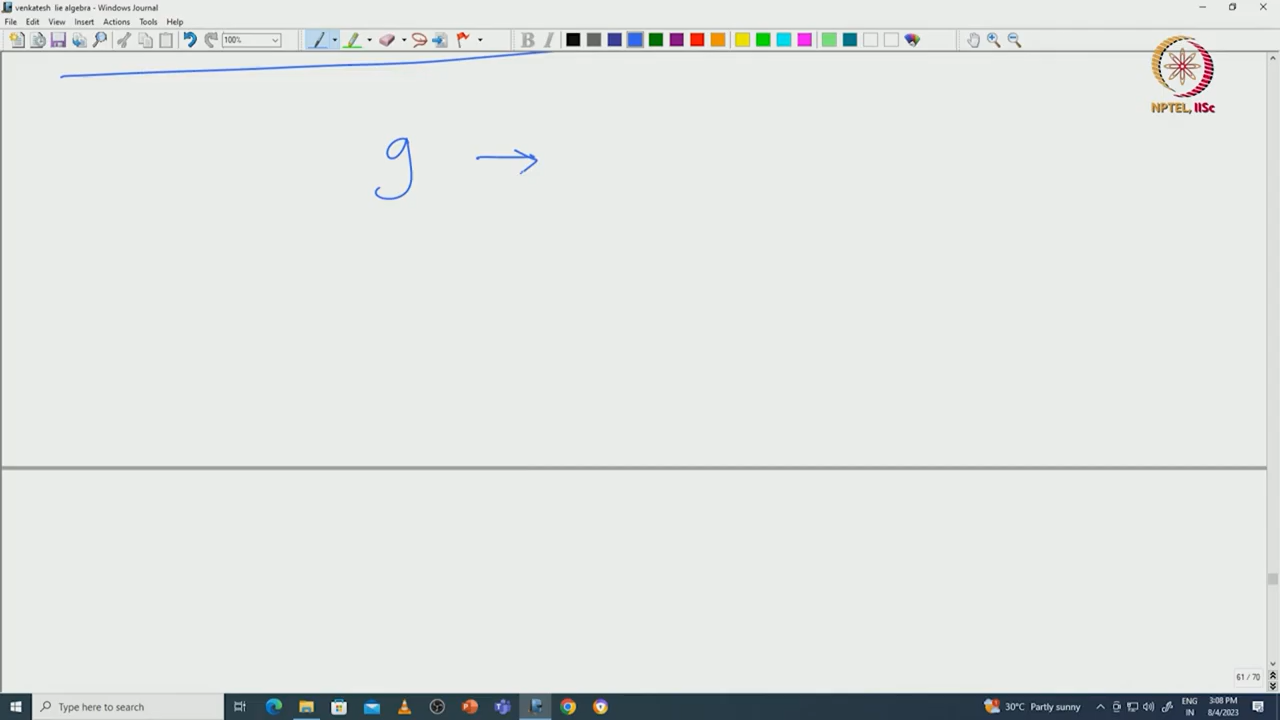 venkatesh lie algebra - Windows Journal
File Edit View Insert Actions Tools Help
100%
B I
NPTEL, IISc
g →
61 / 70
Type here to search
30°C Partly sunny
ENG
IN
3:08 PM
8/4/2023